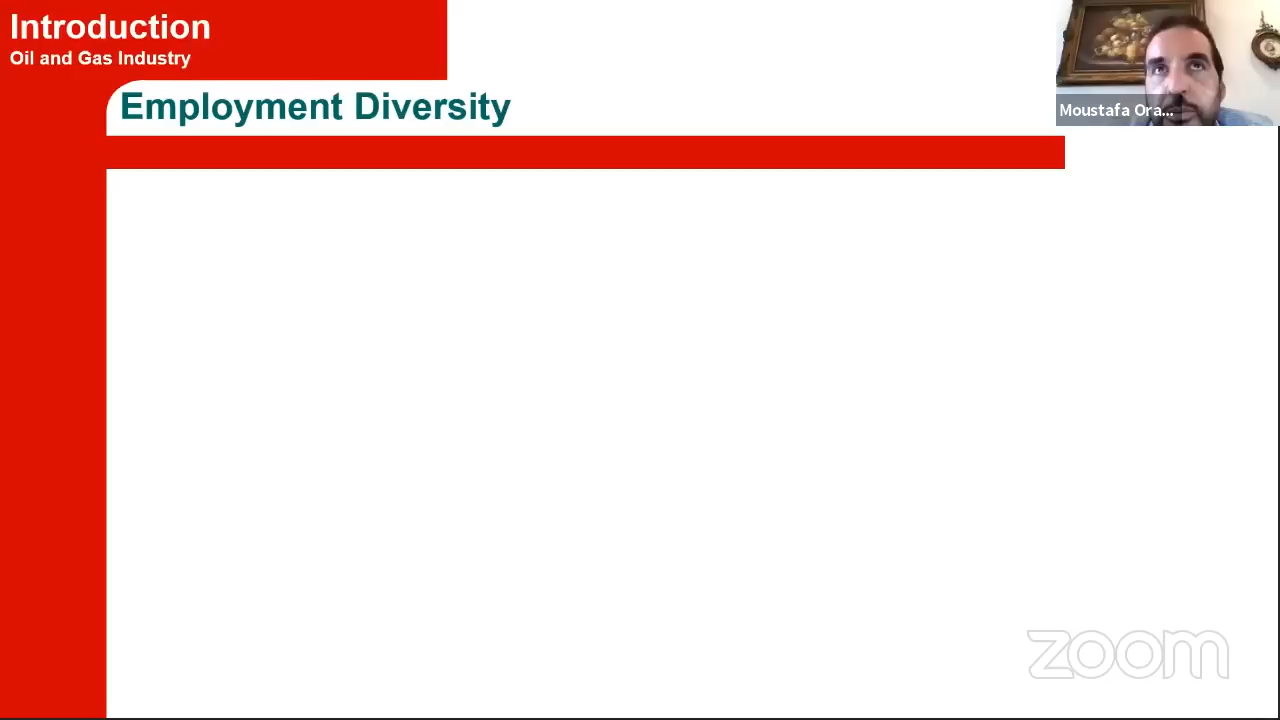 Introduction
Oil and Gas Industry
Employment Diversity
Moustafa Ora...
zoom